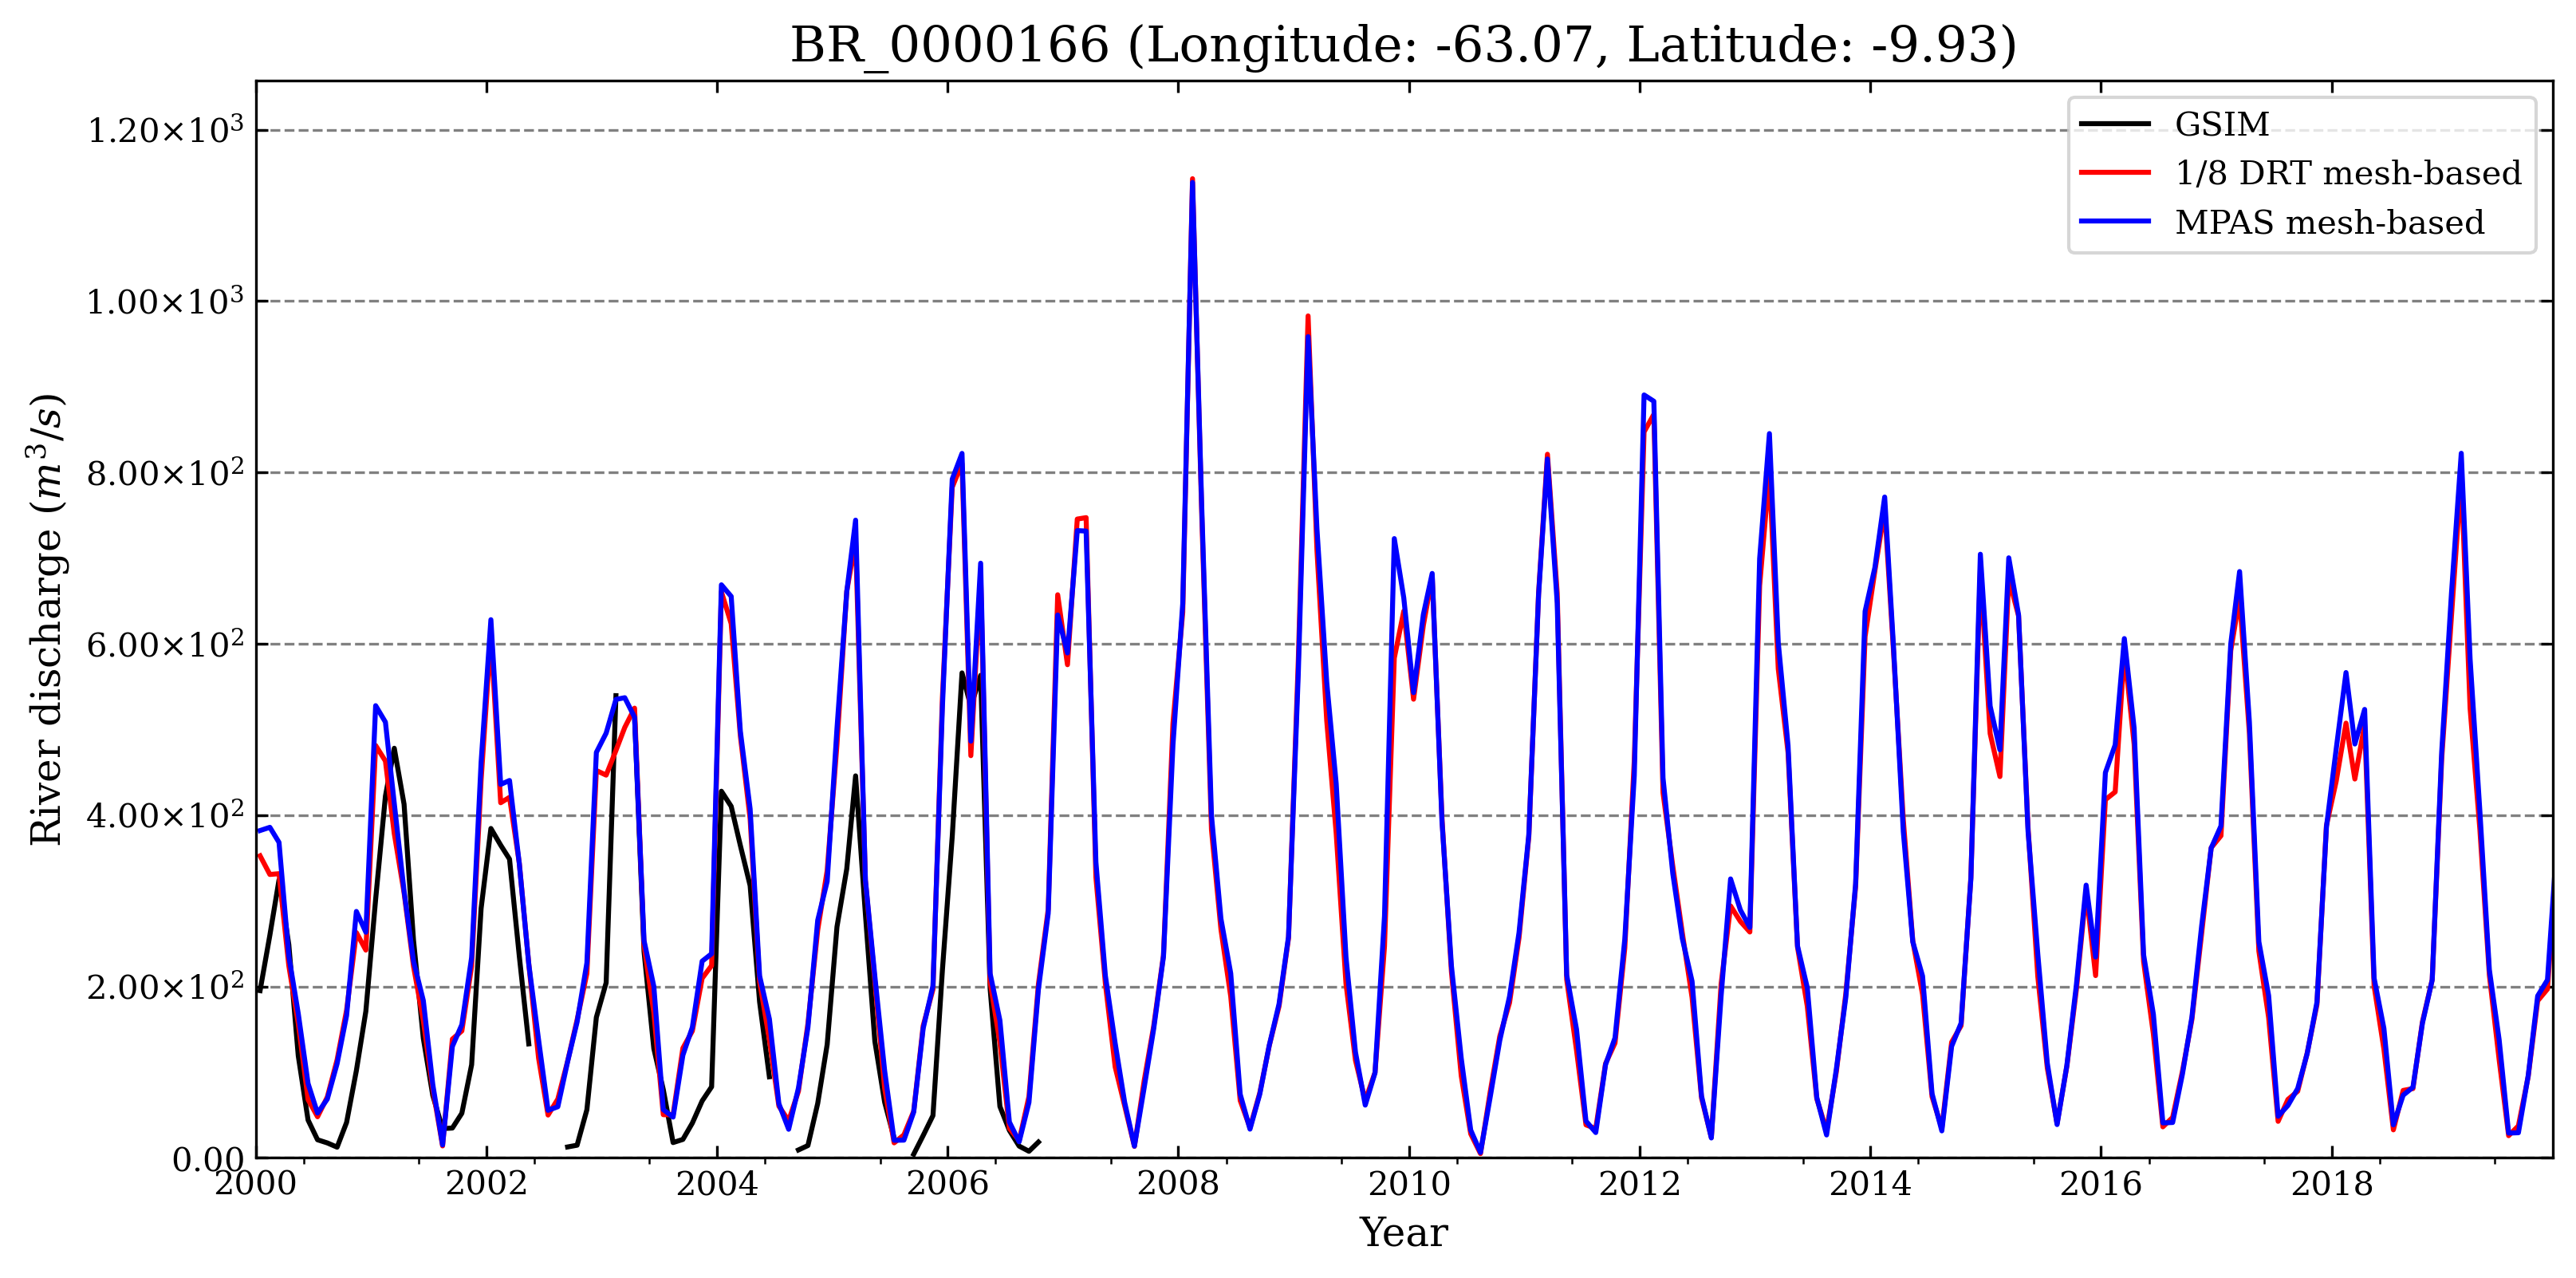 BR_0000166 (Longitude: -63.07, Latitude: -9.93)
GSIM
1/8 DRT mesh-based
MPAS mesh-based
River discharge (m³/s)
1.20×10³
1.00×10³
8.00×10²
6.00×10²
4.00×10²
2.00×10²
0.00
2000 2002 2004 2006 2008 2010 2012 2014 2016 2018
Year